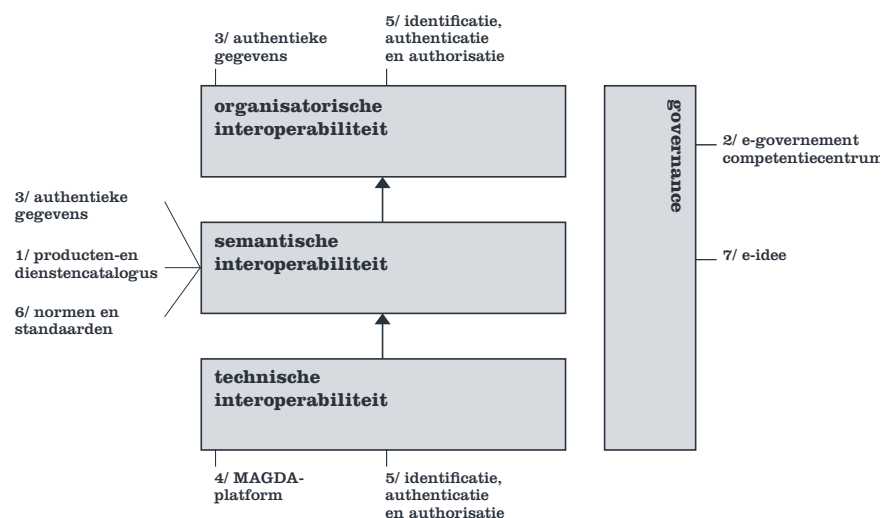 3/ authentieke
gegevens
5/ identificatie,
authenticatie
en authorisatie
organisatorische
interoperabiliteit
governance
2/ e-governement
competentiecentrum
3/ authentieke
gegevens
1/ producten-en
dienstencatalogus
6/ normen en
standaarden
semantische
interoperabiliteit
7/ e-idee
technische
interoperabiliteit
4/ MAGDA-
platform
5/ identificatie,
authenticatie
en authorisatie